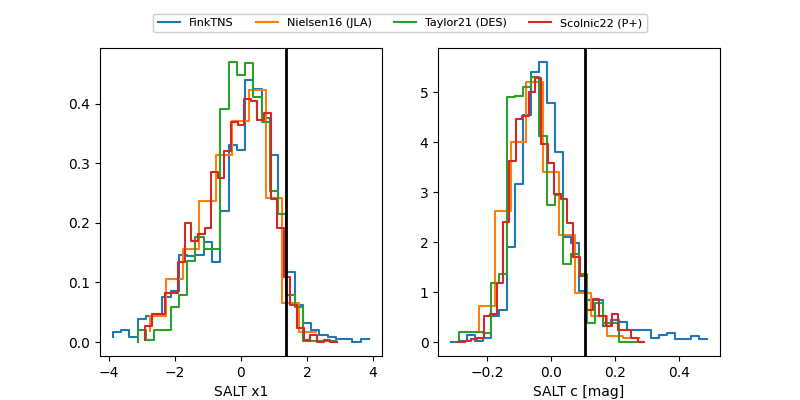 FinkTNS Nielsen16 (JLA) Taylor21 (DES) Scolnic22 (P+)
0.4
0.3
0.2
0.1
0.0
−4 −2 0 2 4
SALT x1
5
4
3
2
1
0
−0.2 0.0 0.2 0.4
SALT c [mag]